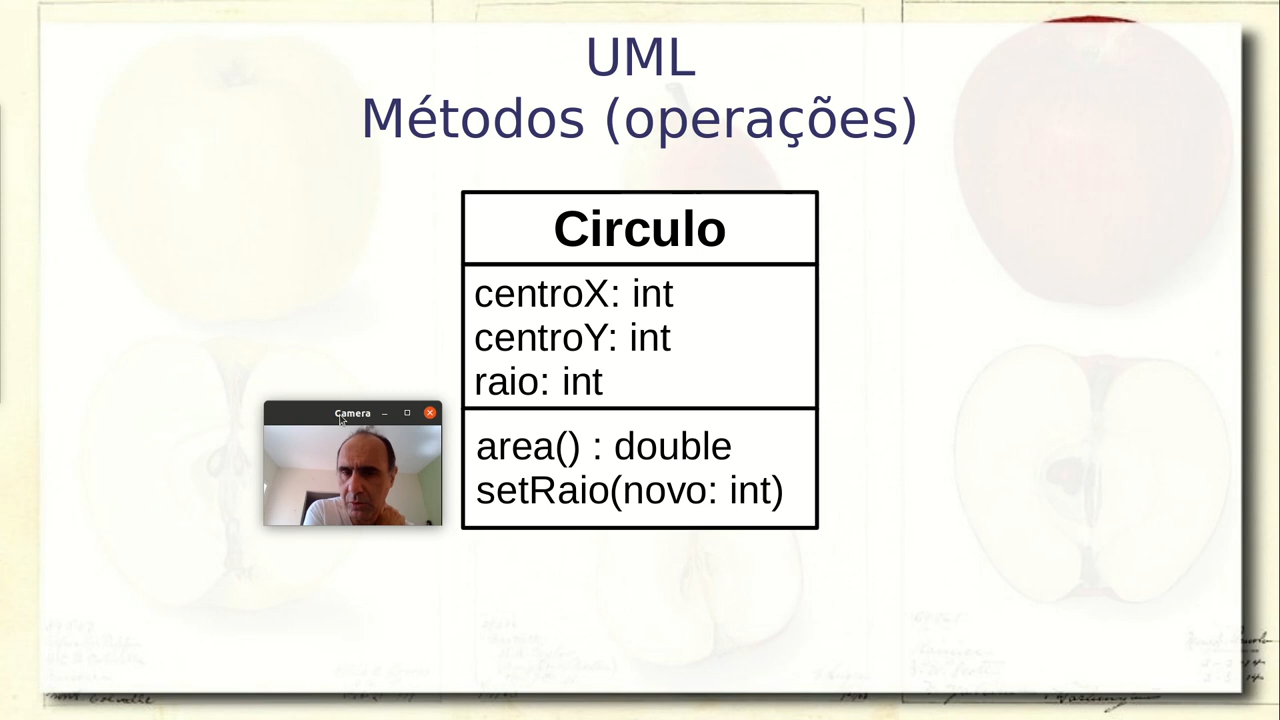 UML
Métodos (operações)
Circulo
centroX: int
centroY: int
raio: int
Camera
area() : double
setRaio(novo: int)